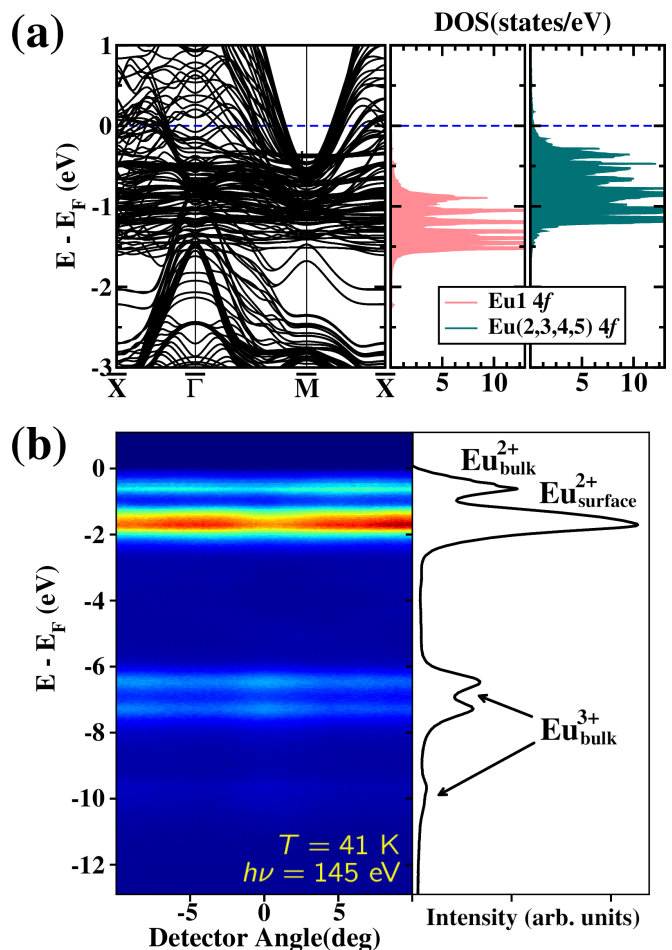 (a)
DOS(states/eV)
1
0
-1
-2
-3
E - E_F (eV)
X̅ Γ̅ M̅ X̅
5 10 5 10
Eu1 4f
Eu(2,3,4,5) 4f
(b)
0
-2
-4
-6
-8
-10
-12
E - E_F (eV)
Eu²⁺bulk
Eu²⁺surface
Eu³⁺bulk
T = 41 K
hν = 145 eV
-5 0 5
Detector Angle(deg)
Intensity (arb. units)